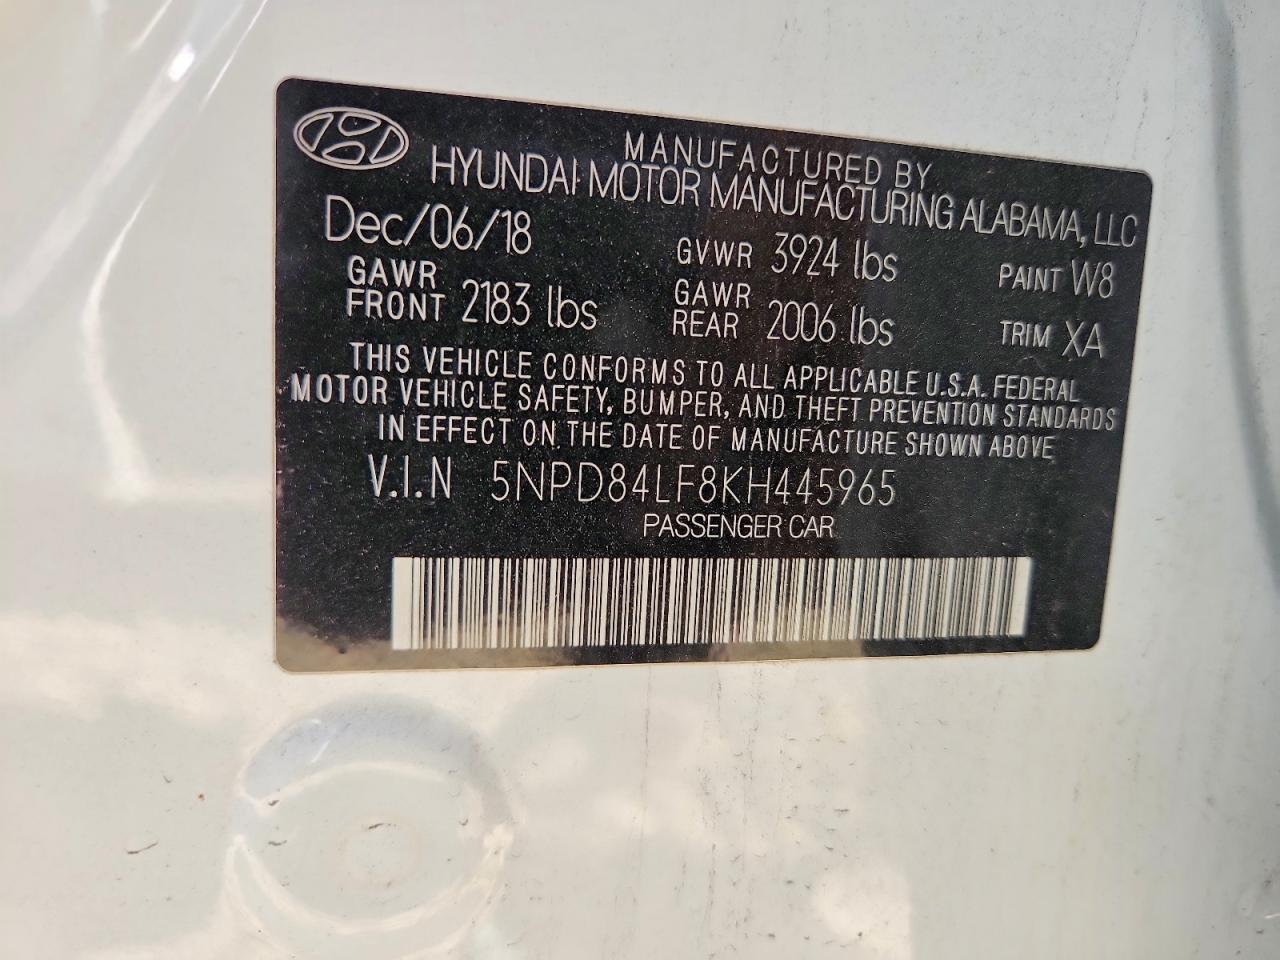 MANUFACTURED BY
HYUNDAI MOTOR MANUFACTURING ALABAMA, LLC
Dec/06/18 GVWR 3924 lbs PAINT W8
GAWR FRONT 2183 lbs GAWR REAR 2006 lbs TRIM XA
THIS VEHICLE CONFORMS TO ALL APPLICABLE U.S.A. FEDERAL
MOTOR VEHICLE SAFETY, BUMPER, AND THEFT PREVENTION STANDARDS
IN EFFECT ON THE DATE OF MANUFACTURE SHOWN ABOVE
V.I.N 5NPD84LF8KH445965
PASSENGER CAR